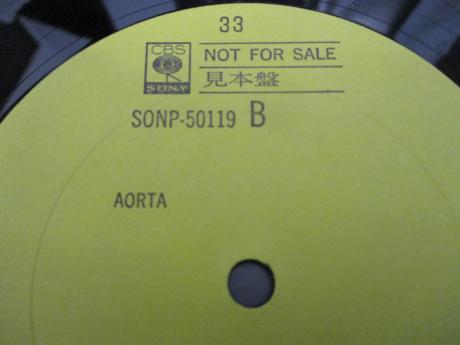 33
CBS
SONY
NOT FOR SALE
見本盤
SONP-50119 B
AORTA